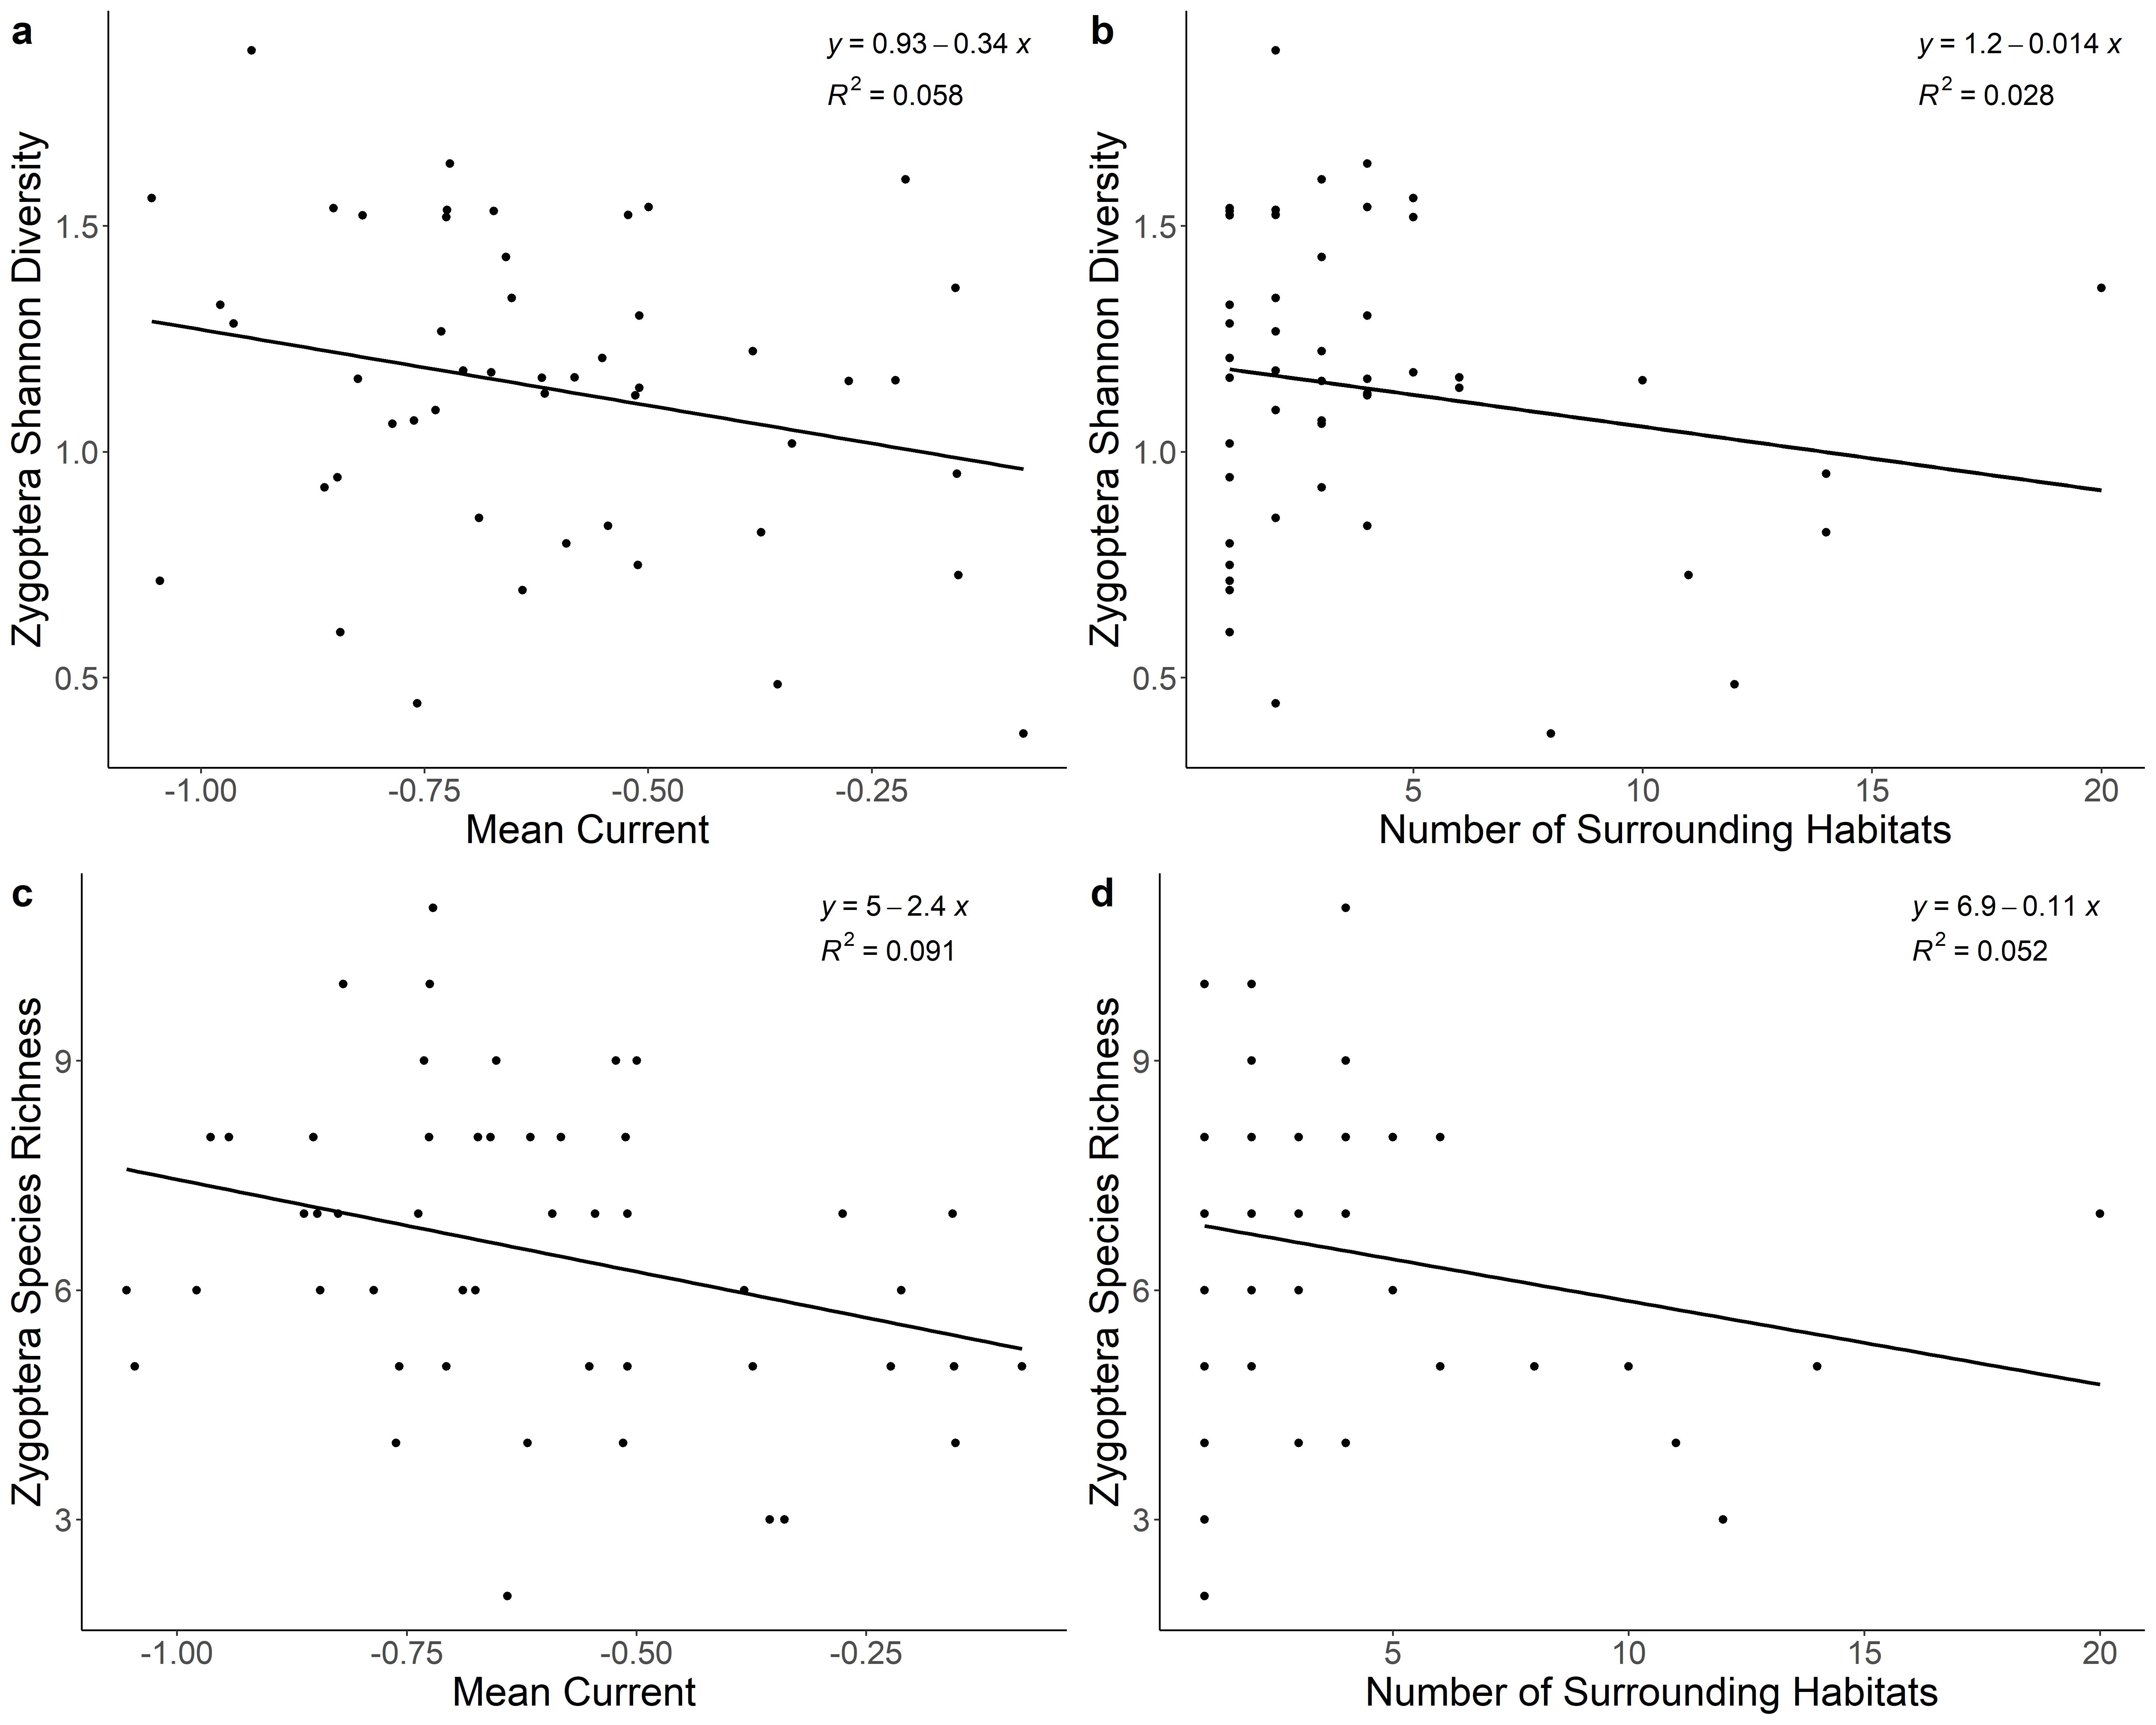 a
y = 0.93 – 0.34 x
R² = 0.058
Zygoptera Shannon Diversity
1.5
1.0
0.5
-1.00 -0.75 -0.50 -0.25
Mean Current
b
y = 1.2 – 0.014 x
R² = 0.028
Zygoptera Shannon Diversity
1.5
1.0
0.5
5 10 15 20
Number of Surrounding Habitats
c
y = 5 – 2.4 x
R² = 0.091
Zygoptera Species Richness
9
6
3
-1.00 -0.75 -0.50 -0.25
Mean Current
d
y = 6.9 – 0.11 x
R² = 0.052
Zygoptera Species Richness
9
6
3
5 10 15 20
Number of Surrounding Habitats